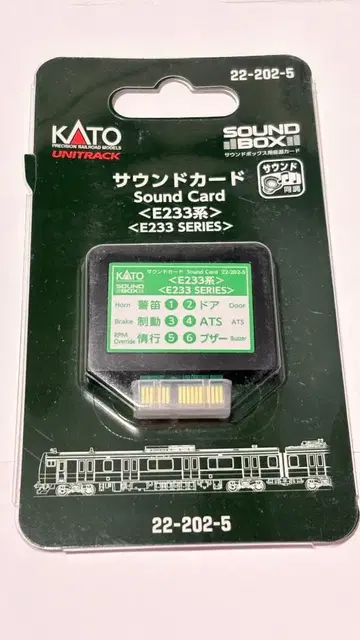 22-202-5
KATO
PRECISION RAILROAD MODELS
UNITRACK
SOUND
BOX
サウンドボックス用音源カード
サウンド
サウンドカード
Sound Card
<E233系>
<E233 SERIES>
KATO サウンドカード Sound Card 22-202-5
SOUND BOX <E233系>
<E233 SERIES>
Horn 警笛 1 2 ドア Door
Brake 制動 3 4 ATS ATS
RPM Override 惰行 5 6 ブザー Buzzer
22-202-5